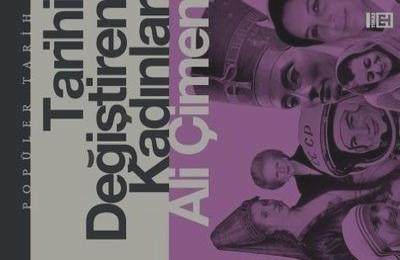 POPÜLER TARİH
Tarihi
Değiştiren
Kadınlar
Ali Çimen
CCCP